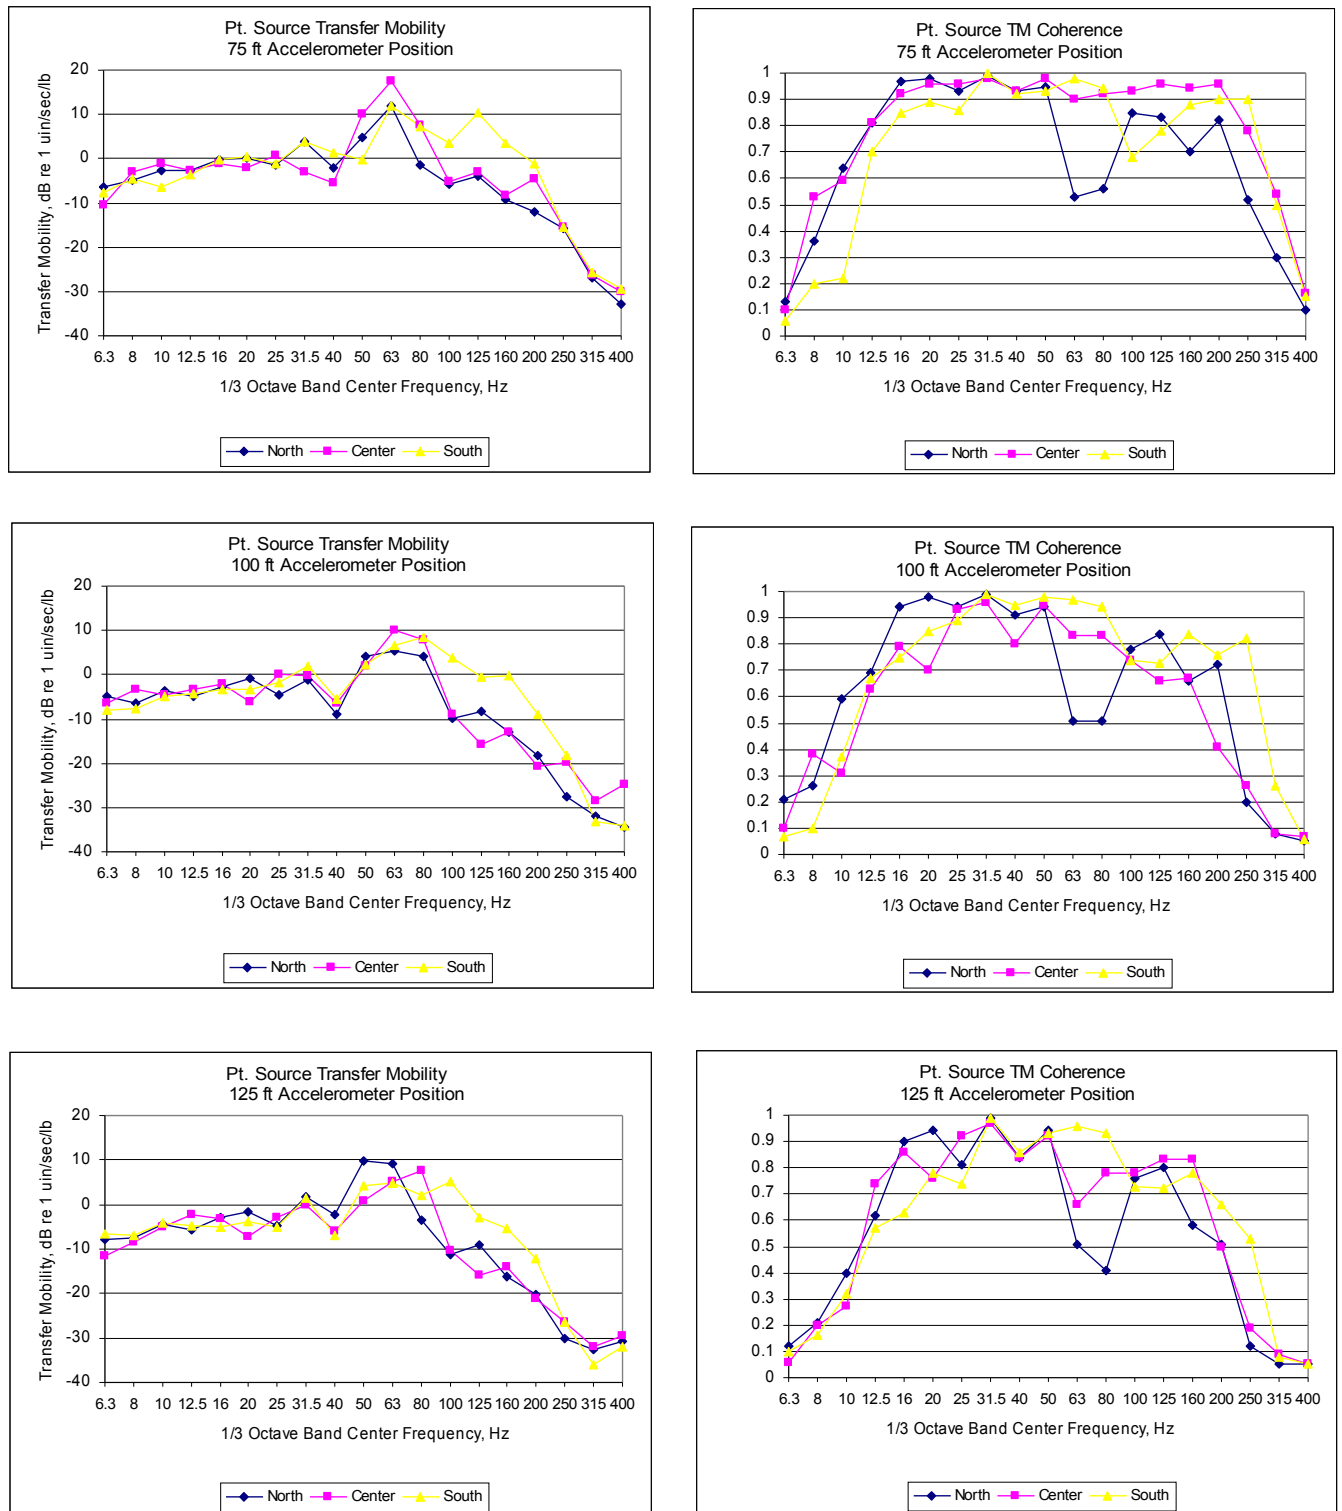 Pt. Source Transfer Mobility
75 ft Accelerometer Position
Transfer Mobility, dB re 1 uin/sec/lb
20
10
0
-10
-20
-30
-40
6.3 8 10 12.5 16 20 25 31.5 40 50 63 80 100 125 160 200 250 315 400
1/3 Octave Band Center Frequency, Hz
North Center South
Pt. Source TM Coherence
75 ft Accelerometer Position
1
0.9
0.8
0.7
0.6
0.5
0.4
0.3
0.2
0.1
0
6.3 8 10 12.5 16 20 25 31.5 40 50 63 80 100 125 160 200 250 315 400
1/3 Octave Band Center Frequency, Hz
North Center South
Pt. Source Transfer Mobility
100 ft Accelerometer Position
Transfer Mobility, dB re 1 uin/sec/lb
20
10
0
-10
-20
-30
-40
6.3 8 10 12.5 16 20 25 31.5 40 50 63 80 100 125 160 200 250 315 400
1/3 Octave Band Center Frequency, Hz
North Center South
Pt. Source TM Coherence
100 ft Accelerometer Position
1
0.9
0.8
0.7
0.6
0.5
0.4
0.3
0.2
0.1
0
6.3 8 10 12.5 16 20 25 31.5 40 50 63 80 100 125 160 200 250 315 400
1/3 Octave Band Center Frequency, Hz
North Center South
Pt. Source Transfer Mobility
125 ft Accelerometer Position
Transfer Mobility, dB re 1 uin/sec/lb
20
10
0
-10
-20
-30
-40
6.3 8 10 12.5 16 20 25 31.5 40 50 63 80 100 125 160 200 250 315 400
1/3 Octave Band Center Frequency, Hz
North Center South
Pt. Source TM Coherence
125 ft Accelerometer Position
1
0.9
0.8
0.7
0.6
0.5
0.4
0.3
0.2
0.1
0
6.3 8 10 12.5 16 20 25 31.5 40 50 63 80 100 125 160 200 250 315 400
1/3 Octave Band Center Frequency, Hz
North Center South